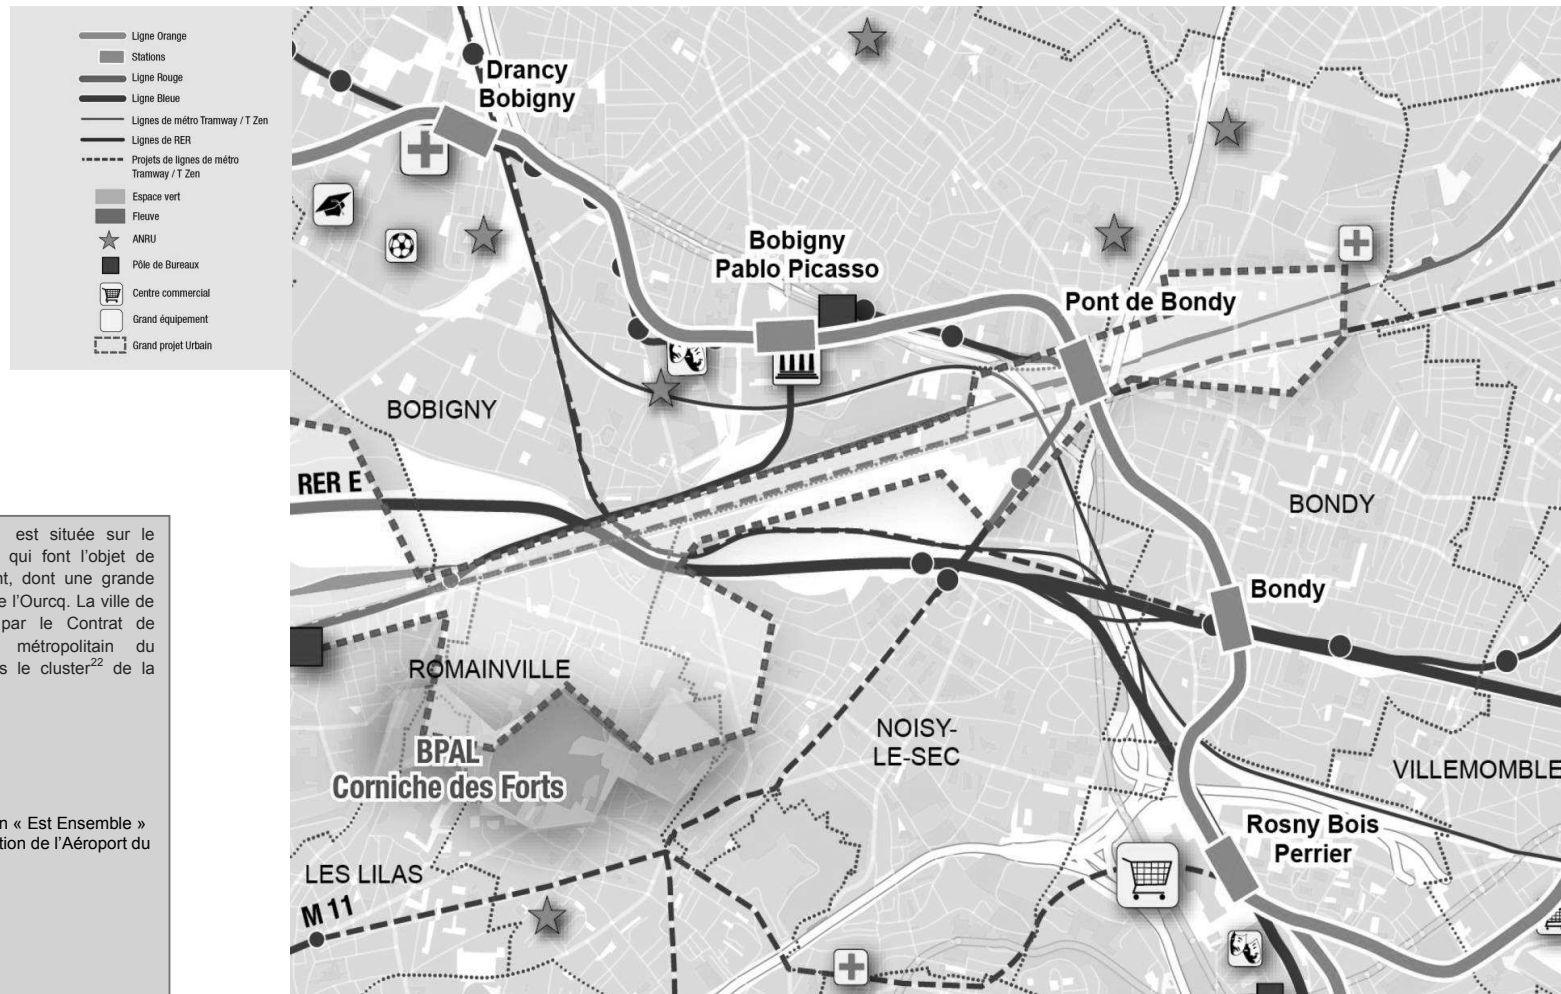 Ligne Orange
Stations
Ligne Rouge
Ligne Bleue
Lignes de métro Tramway / T Zen
Lignes de RER
Projets de lignes de métro
Tramway / T Zen
Espace vert
Fleuve
ANRU
Pôle de Bureaux
Centre commercial
Grand équipement
Grand projet Urbain
est située sur le
qui font l’objet de
nt, dont une grande
e l’Ourcq. La ville de
par le Contrat de
métropolitain du
s le cluster22 de la
n « Est Ensemble »
tion de l’Aéroport du
Drancy
Bobigny
Bobigny
Pablo Picasso
Pont de Bondy
BOBIGNY
RER E
BONDY
Bondy
ROMAINVILLE
NOISY-
LE-SEC
BPAL
Corniche des Forts
VILLEMOMBLE
Rosny Bois
Perrier
LES LILAS
M 11